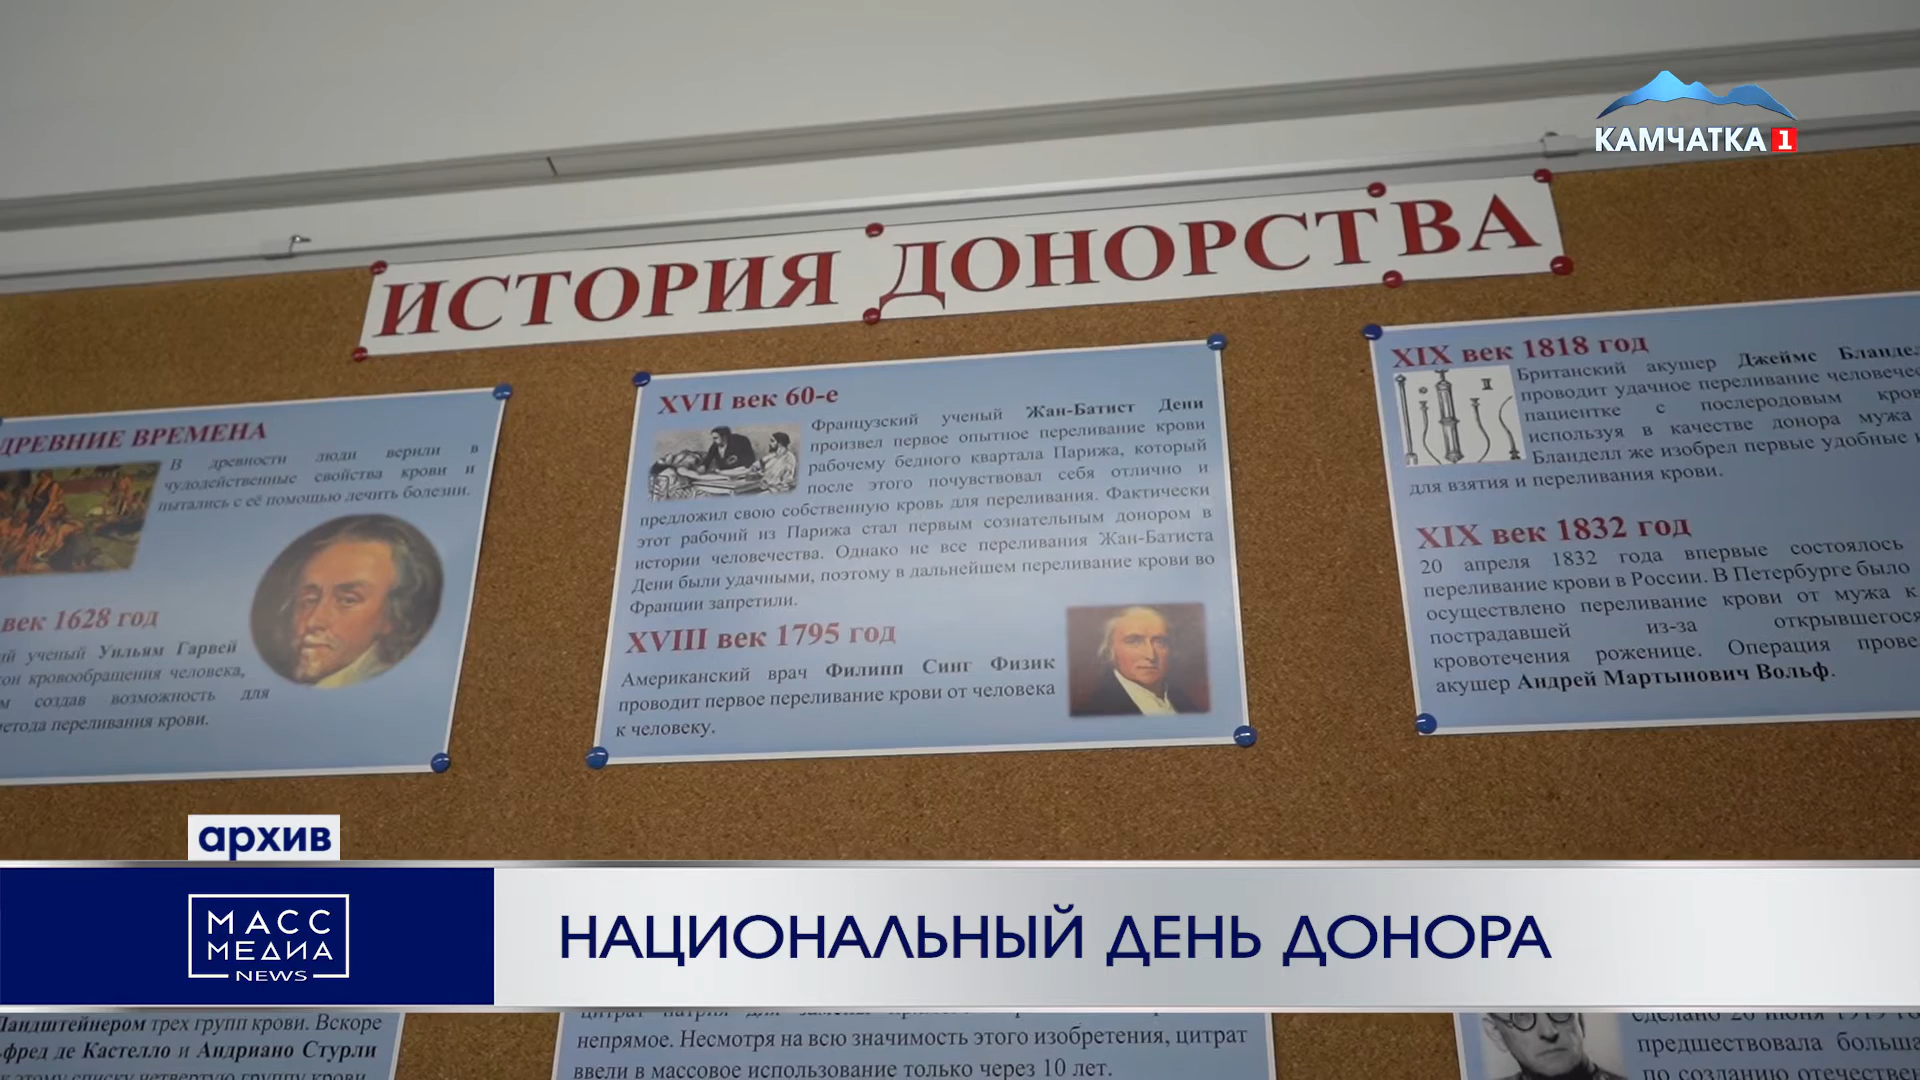 КАМЧАТКА 1
ИСТОРИЯ ДОНОРСТВА
ДРЕВНИЕ ВРЕМЕНА
В древности люди верили в
чудодейственные свойства крови и
пытались с её помощью лечить болезни.
век 1628 год
ученый Уильям Гарвей
кровообращения человека,
создав возможность для
переливания крови.
XVII век 60-е
Французский ученый Жан-Батист Дени
произвел первое опытное переливание крови
рабочему бедного квартала Парижа, который
после этого почувствовал себя отлично и
предложил свою собственную кровь для переливания. Фактически
этот рабочий из Парижа стал первым сознательным донором в
истории человечества. Однако не все переливания Жан-Батиста
Дени были удачными, поэтому в дальнейшем переливание крови во
Франции запретили.
XVIII век 1795 год
Американский врач Филипп Синг Физик
проводит первое переливание крови от человека
к человеку.
XIX век 1818 год
Британский акушер Джеймс
проводит удачное переливание
пациентке с послеродовым
используя в качестве донора мужа
Бланделл же изобрел первые удобные
для взятия и переливания крови.
XIX век 1832 год
20 апреля 1832 года впервые состоялось
переливание крови в России. В Петербурге было
осуществлено переливание крови от мужа к
пострадавшей из-за открывшегося
кровотечения роженице. Операция
акушер Андрей Мартынович Вольф.
архив
МАСС
МЕДИА
NEWS
НАЦИОНАЛЬНЫЙ ДЕНЬ ДОНОРА
Ландштейнером трех групп крови. Вскоре
де Кастелло и Андриано Стурли
непрямое. Несмотря на всю значимость этого изобретения, цитрат
ввели в массовое использование только через 10 лет.
предшествовала
по созданию